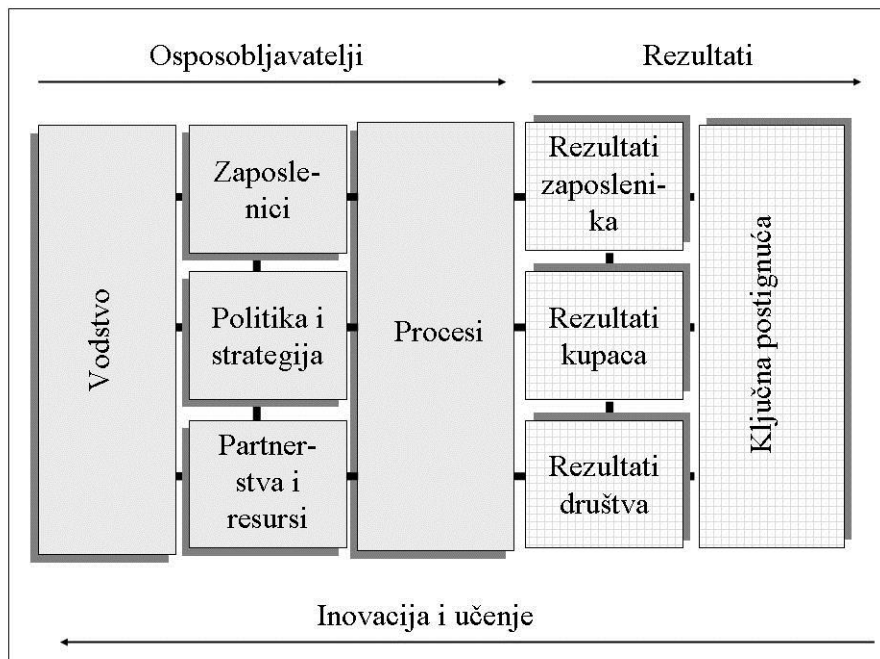 Osposobljavatelji
Rezultati
Vodstvo
Zaposle-
nici
Politika i
strategija
Partner-
stva i
resursi
Procesi
Rezultati
zaposleni-
ka
Rezultati
kupaca
Rezultati
društva
Ključna postignuća
Inovacija i učenje